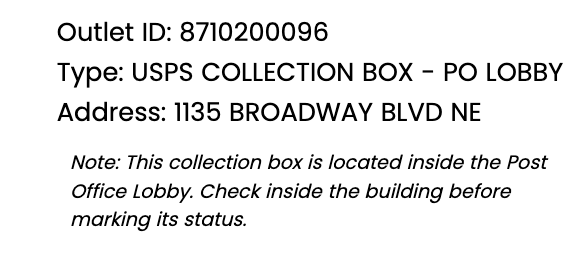 Outlet ID: 8710200096
Type: USPS COLLECTION BOX - PO LOBBY
Address: 1135 BROADWAY BLVD NE
Note: This collection box is located inside the Post
Office Lobby. Check inside the building before
marking its status.